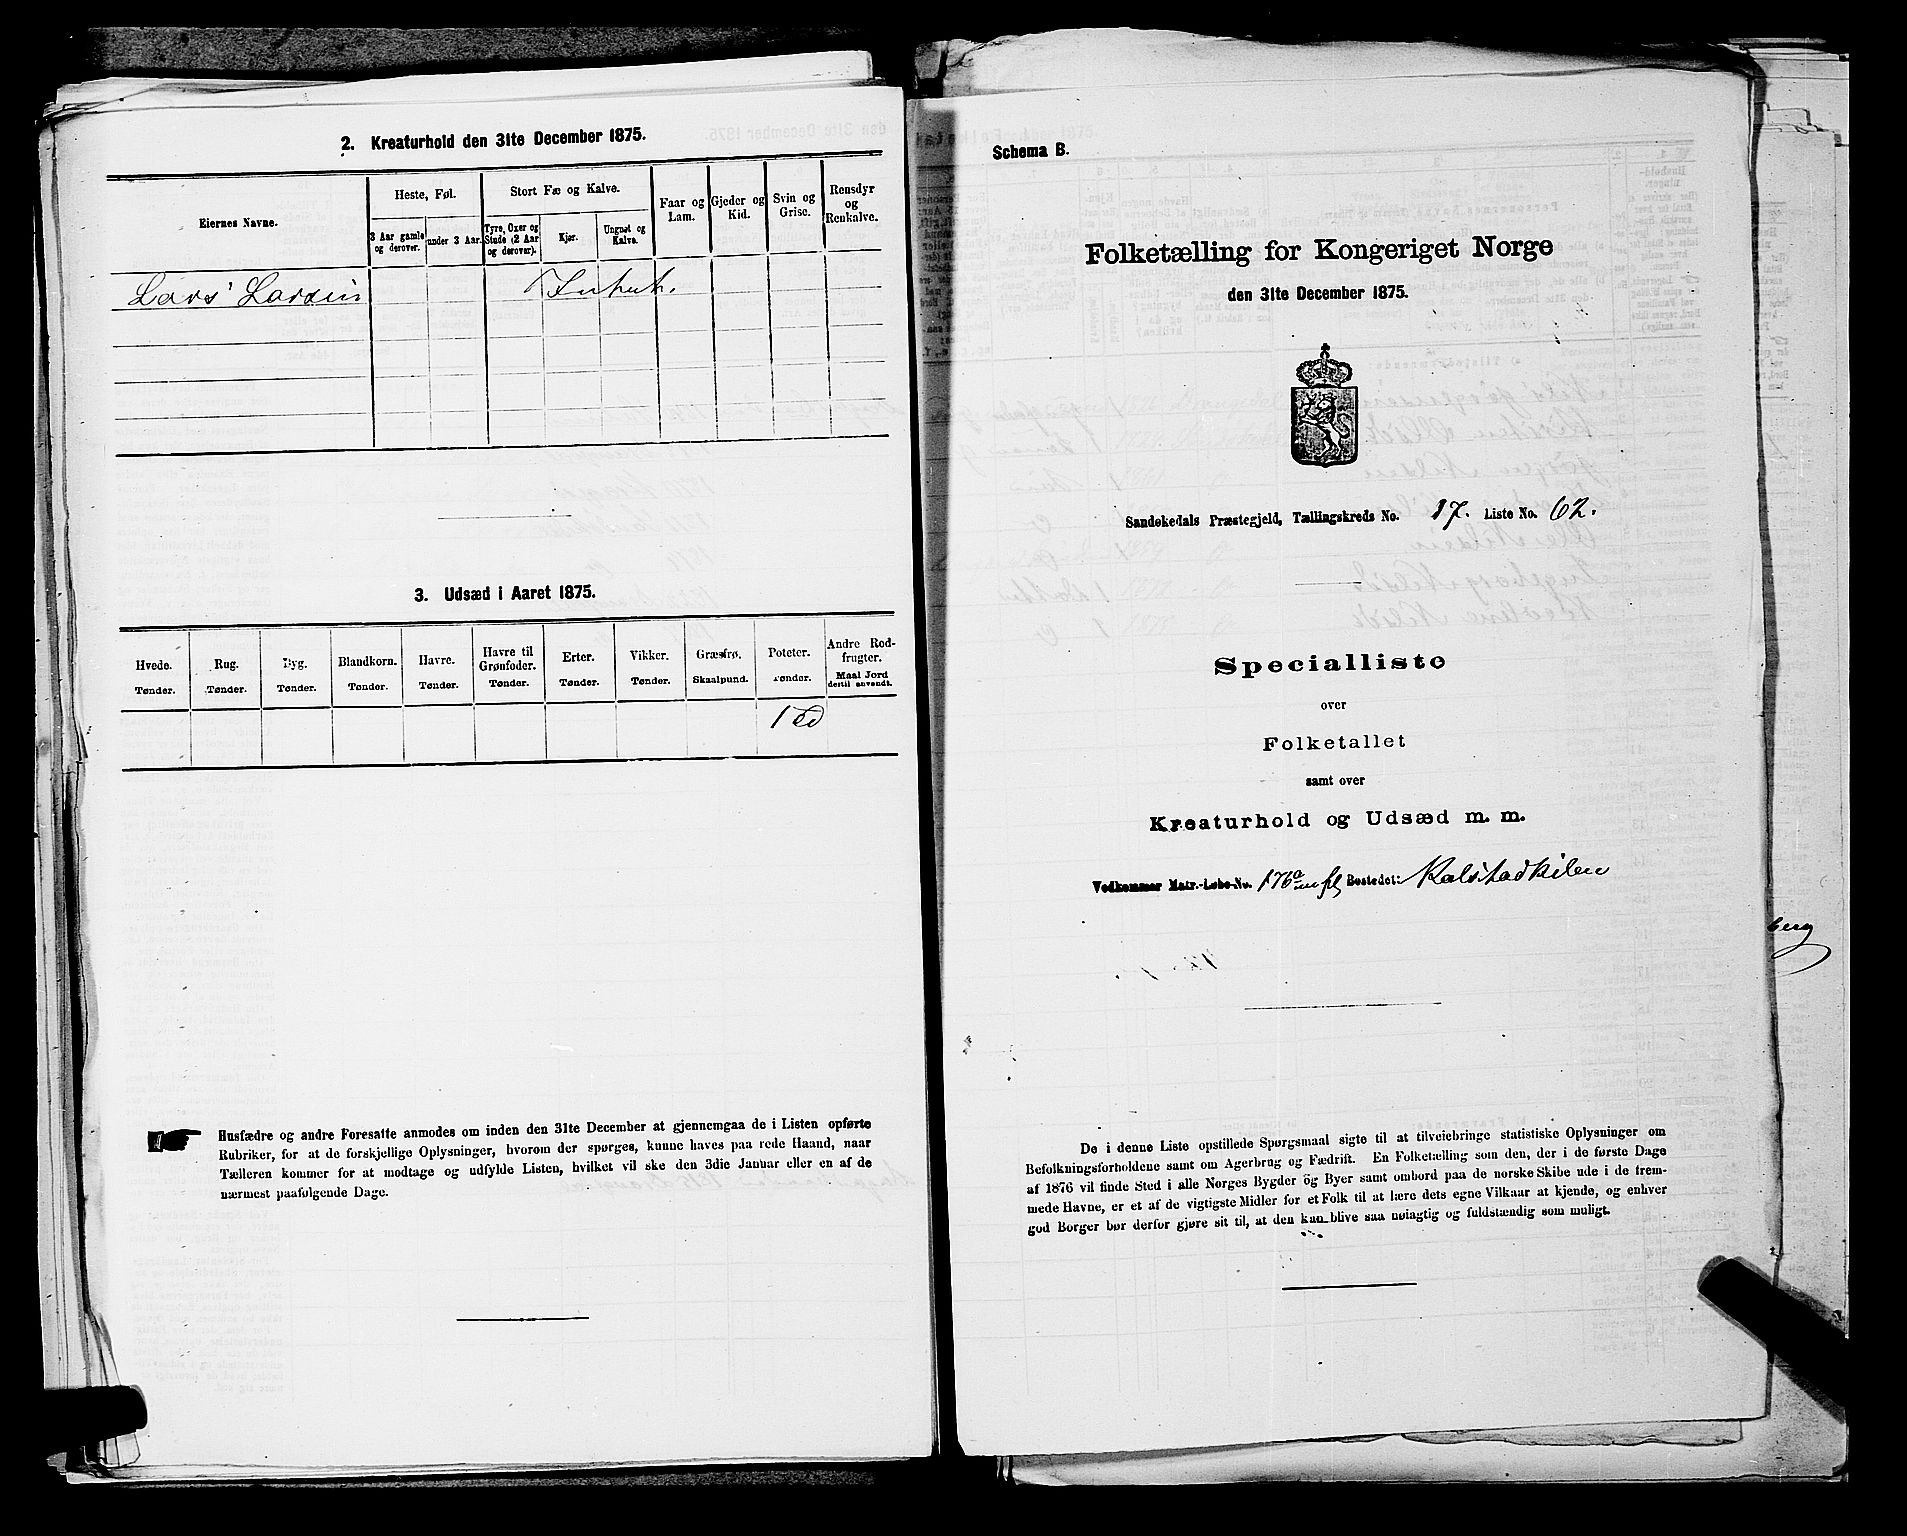 2. Kreaturhold den 31te December 1875.
Eiernes Navne.
Heste, Føl.
Stort Fæ og Kalve.
Faar og Lam.
Gjeder og Kid.
Svin og Grise.
Rensdyr og Renkalve.
3 Aar gamle og derover.
under 3 Aar.
Tyre, Oxer og Stude (2 Aar og derover).
Kjør.
Ungnøt og Kalve.
Lars Larsen
3. Udsæd i Aaret 1875.
Hvede. Rug. Byg. Blandkorn. Havre. Havre til Grønfoder. Erter. Vikker. Græsfrø. Poteter. Andre Rodfrugter.
Tønder. Tønder. Tønder. Tønder. Tønder. Tønder. Tønder. Tønder. Skaalpund. Tønder. Maal Jord dertil anvendt.
1
Husfædre og andre Foresatte anmodes om inden den 31te December at gjennemgaa de i Listen opførte
Rubriker, for at de forskjellige Oplysninger, hvorom der spørges, kunne haves paa rede Haand, naar
Tælleren kommer for at modtage og udfylde Listen, hvilket vil ske den 3die Januar eller en af de
nærmest paafølgende Dage.
Schema B.
Folketælling for Kongeriget Norge
den 31te December 1875.
Sandøkedals Præstegjeld, Tællingskreds No. 17. Liste No. 62.
Specialliste
over
Folketallet
samt over
Kreaturhold og Udsæd m. m.
Vedkommer Matr.-Løbe-No. 176a Bostedet: Kalstadkilen
berg
De i denne Liste opstillede Spørgsmaal sigte til at tilveiebringe statistiske Oplysninger om
Befolkningsforholdene samt om Agerbrug og Fædrift. En Folketælling som den, der i de første Dage
af 1876 vil finde Sted i alle Norges Bygder og Byer samt ombord paa de norske Skibe ude i de frem-
mede Havne, er et af de vigtigste Midler for et Folk til at lære dets egne Vilkaar at kjende, og enhver
god Borger bør derfor gjøre sit til, at den kan blive saa nøiagtig og fuldstændig som muligt.